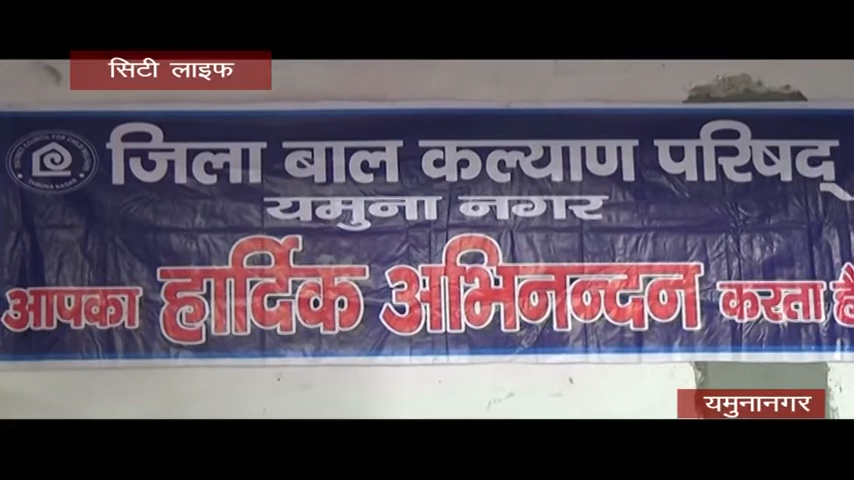 सिटी लाइफ
जिला बाल कल्याण परिषद्
यमुना नगर
आपका हार्दिक अभिनन्दन करता है
यमुनानगर